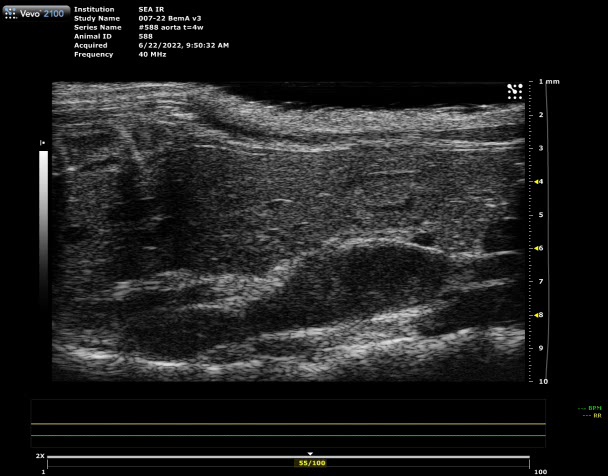 Vevo 2100
Institution SEA IR
Study Name 007-22 BemA v3
Series Name #588 aorta t=4w
Animal ID 588
Acquired 6/22/2022, 9:50:32 AM
Frequency 40 MHz
1 mm
2
3
4
5
6
7
8
9
10
--- BPM
--- RR
2X
55/100
1 100